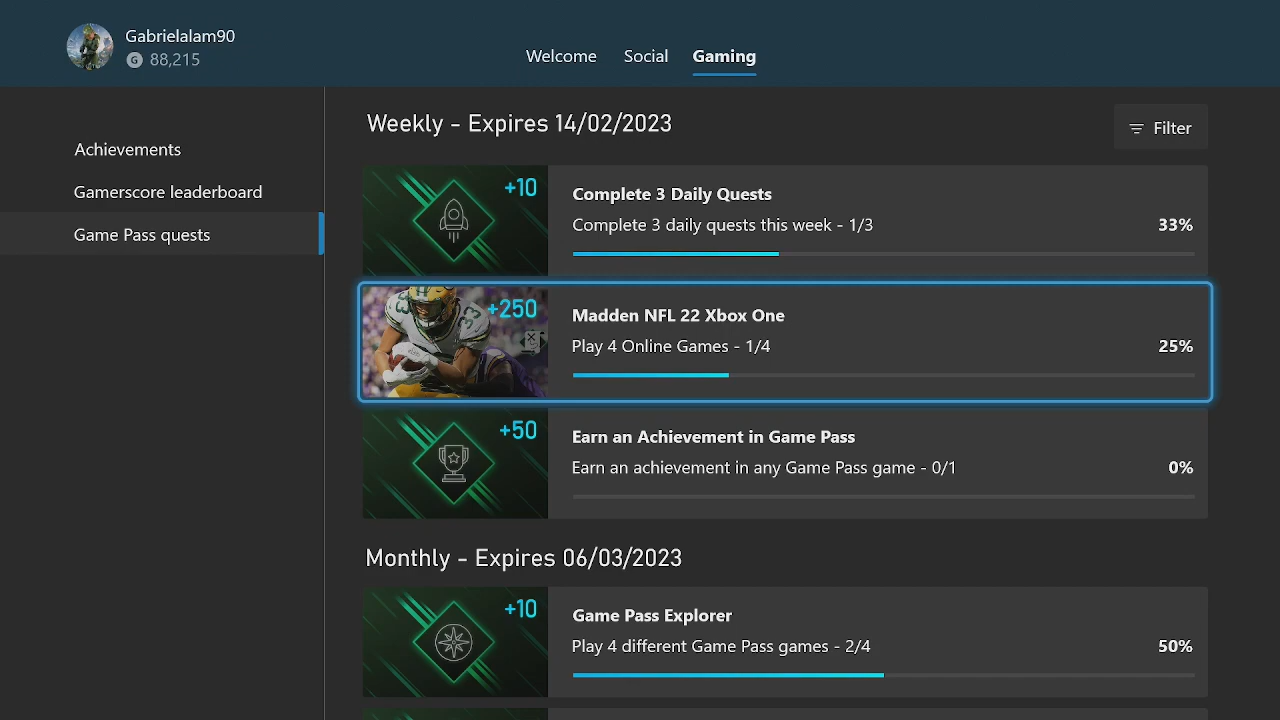 Gabrielalam90
G 88,215
Welcome Social Gaming
Achievements
Gamerscore leaderboard
Game Pass quests
Weekly - Expires 14/02/2023
Filter
+10
Complete 3 Daily Quests
Complete 3 daily quests this week - 1/3
33%
+250
33
33
Madden NFL 22 Xbox One
Play 4 Online Games - 1/4
25%
+50
Earn an Achievement in Game Pass
Earn an achievement in any Game Pass game - 0/1
0%
Monthly - Expires 06/03/2023
+10
Game Pass Explorer
Play 4 different Game Pass games - 2/4
50%